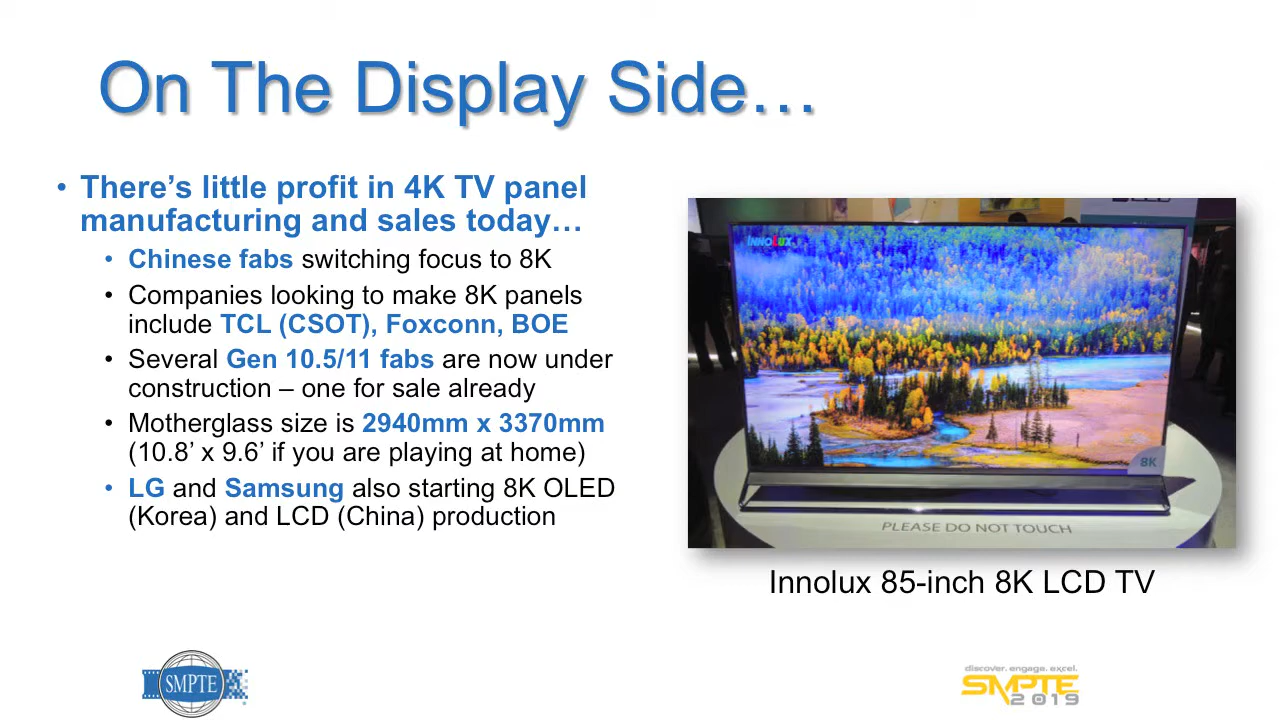 On The Display Side…
• There’s little profit in 4K TV panel
manufacturing and sales today…
• Chinese fabs switching focus to 8K
• Companies looking to make 8K panels
include TCL (CSOT), Foxconn, BOE
• Several Gen 10.5/11 fabs are now under
construction – one for sale already
• Motherglass size is 2940mm x 3370mm
(10.8’ x 9.6’ if you are playing at home)
• LG and Samsung also starting 8K OLED
(Korea) and LCD (China) production
INNOLUX
8K
PLEASE DO NOT TOUCH
Innolux 85-inch 8K LCD TV
SMPTE
discover. engage. excel.
SMPTE
2019